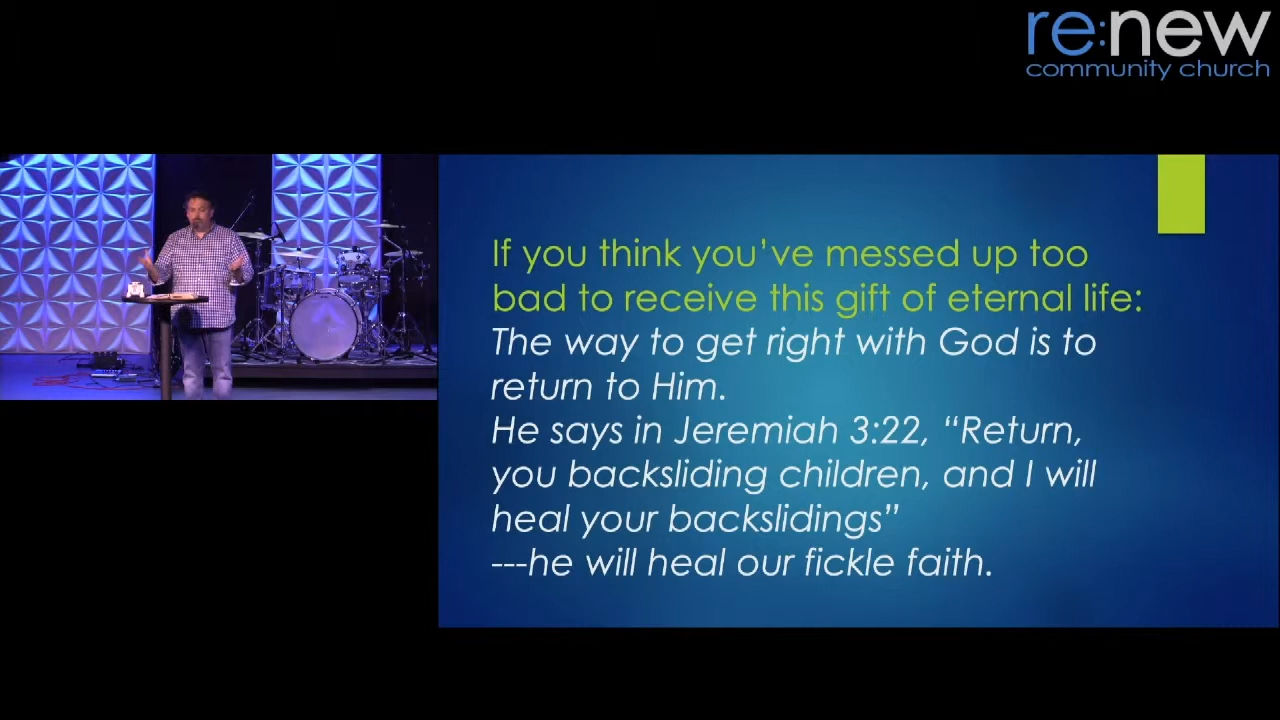 re:new
community church
If you think you’ve messed up too
bad to receive this gift of eternal life:
The way to get right with God is to
return to Him.
He says in Jeremiah 3:22, “Return,
you backsliding children, and I will
heal your backslidings”
---he will heal our fickle faith.